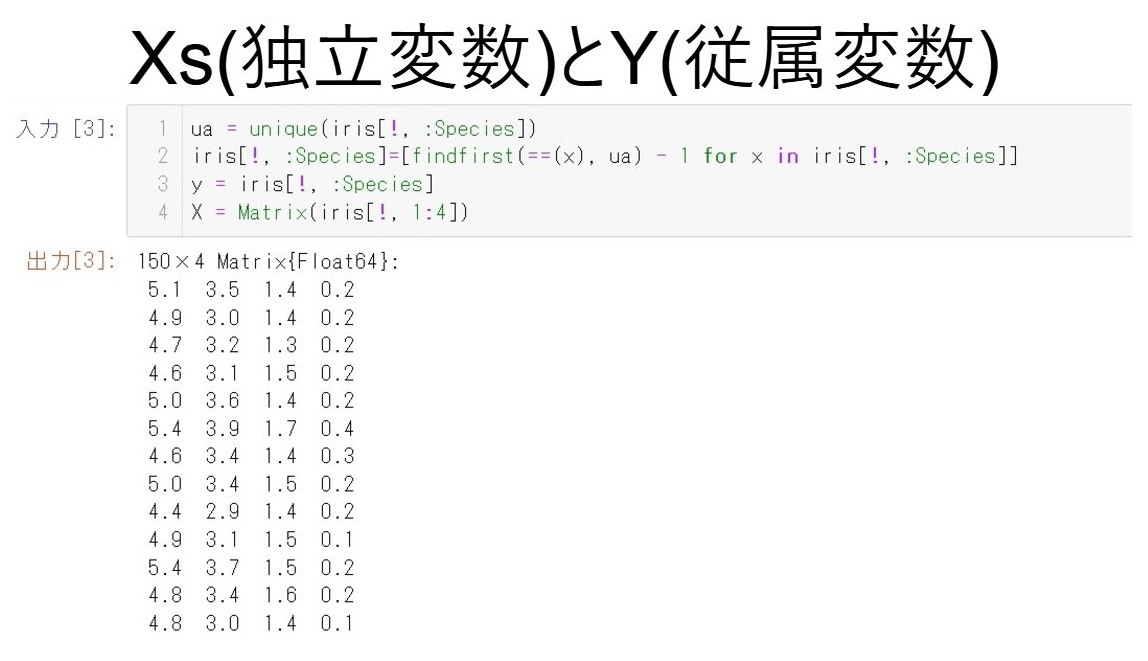 Xs(独立変数)とY(従属変数)
入力 [3]:
1 ua = unique(iris[!, :Species])
2 iris[!, :Species]=[findfirst(==(x), ua) - 1 for x in iris[!, :Species]]
3 y = iris[!, :Species]
4 X = Matrix(iris[!, 1:4])
出力[3]: 150×4 Matrix{Float64}:
5.1 3.5 1.4 0.2
4.9 3.0 1.4 0.2
4.7 3.2 1.3 0.2
4.6 3.1 1.5 0.2
5.0 3.6 1.4 0.2
5.4 3.9 1.7 0.4
4.6 3.4 1.4 0.3
5.0 3.4 1.5 0.2
4.4 2.9 1.4 0.2
4.9 3.1 1.5 0.1
5.4 3.7 1.5 0.2
4.8 3.4 1.6 0.2
4.8 3.0 1.4 0.1